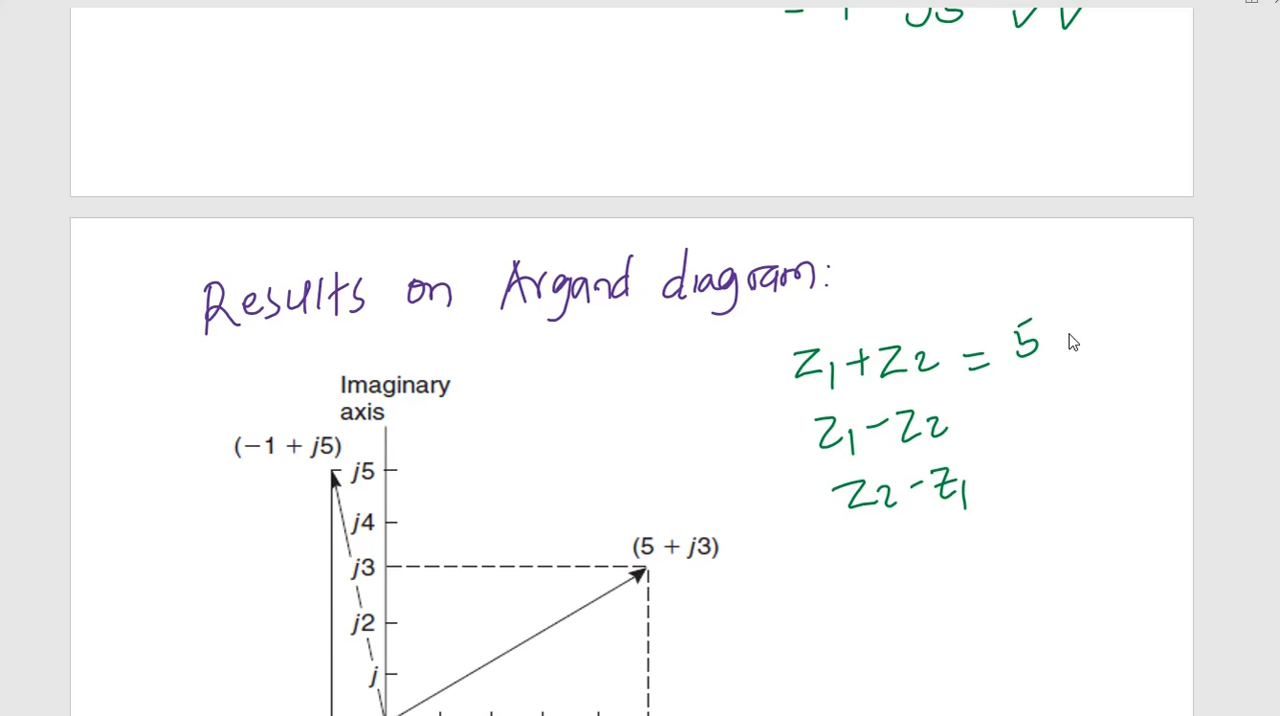 Results on Argand diagram:
Z1 + Z2 = 5
Z1 - Z2
Z2 - Z1
Imaginary
axis
(−1 + j5)
j5
j4
(5 + j3)
j3
j2
j